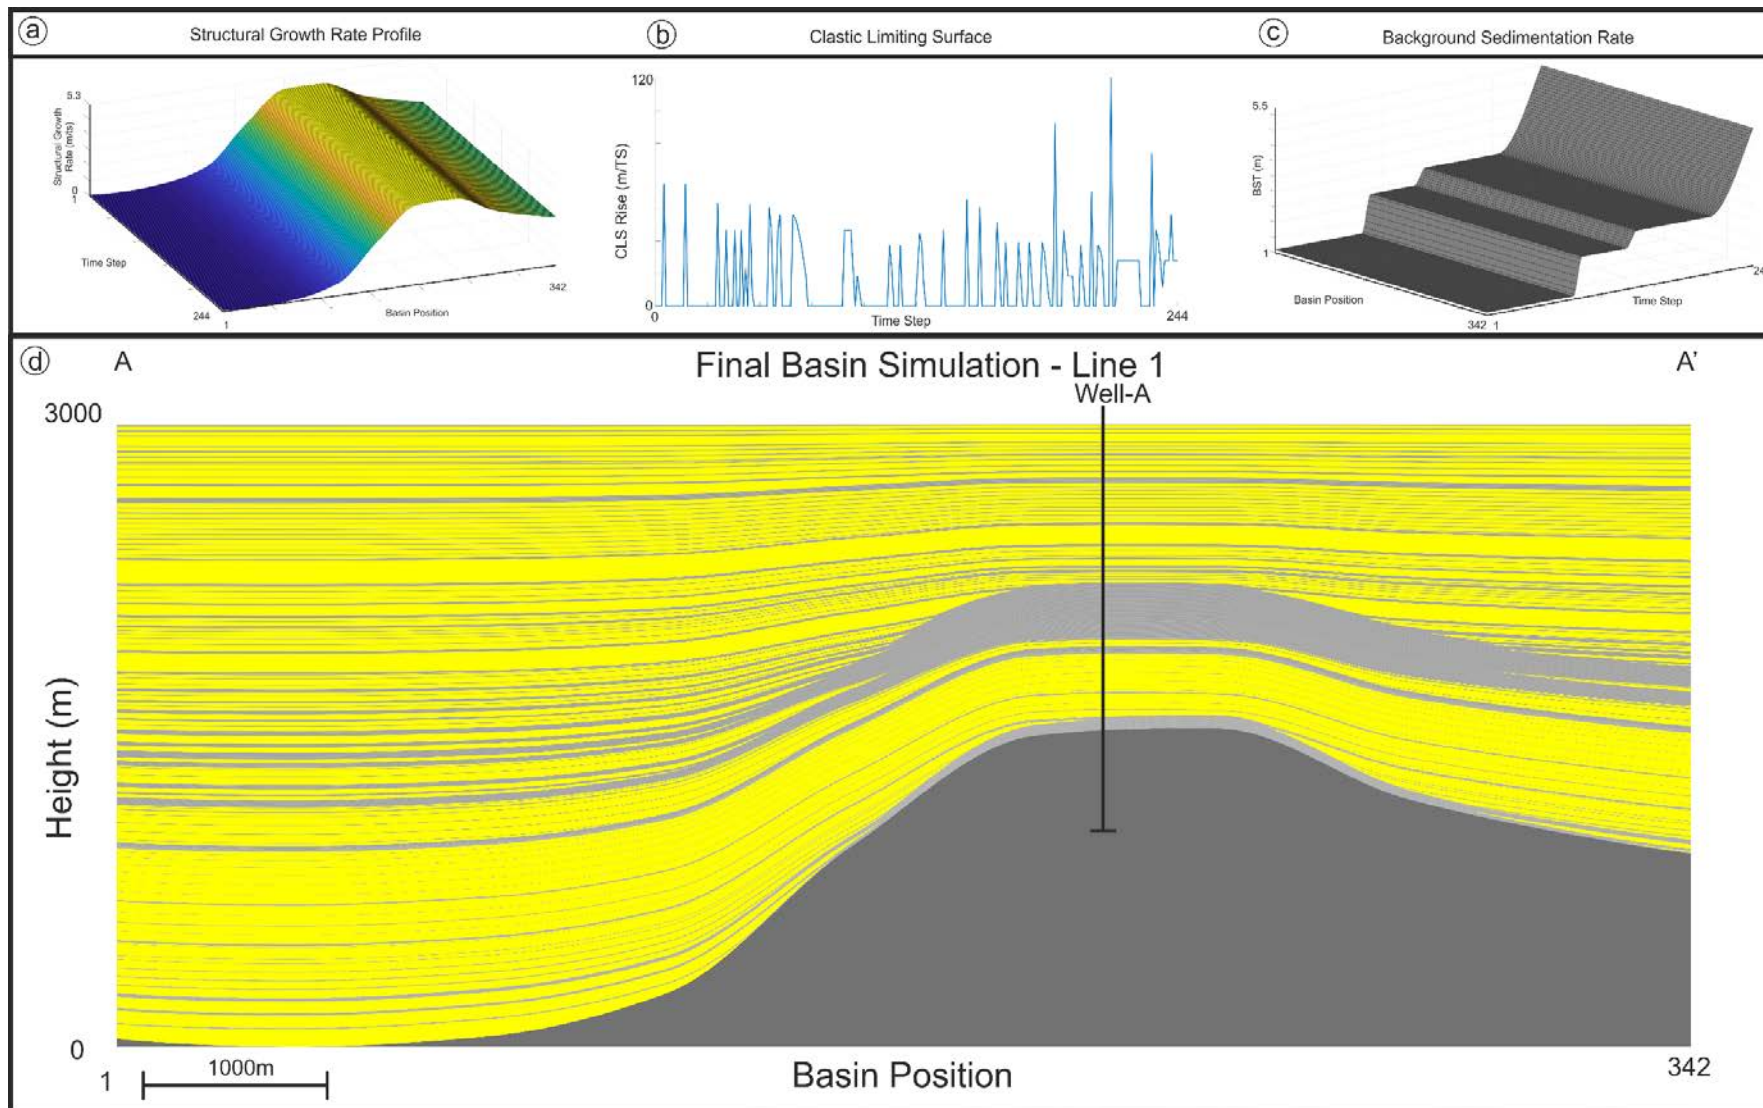 a
Structural Growth Rate Profile
b
Clastic Limiting Surface
c
Background Sedimentation Rate
5.3
Structural Growth
Rate (m/ts)
0
1
Time Step
244
1
Basin Position
342
120
CLS Rise (m/TS)
0
0
Time Step
244
5.5
BST (m)
1
Basin Position
342
1
Time Step
24
d
A
Final Basin Simulation - Line 1
A'
Well-A
3000
Height (m)
0
1
1000m
Basin Position
342